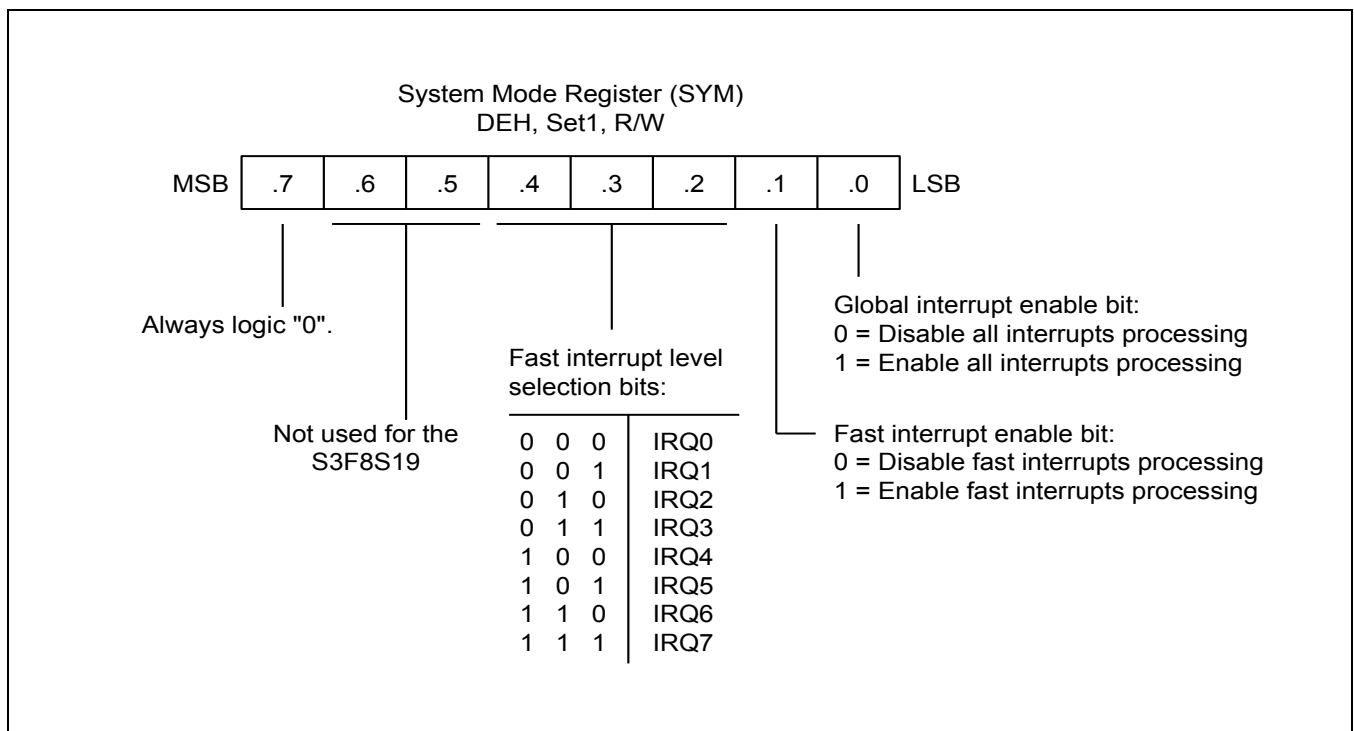 System Mode Register (SYM)
DEH, Set1, R/W
MSB .7 .6 .5 .4 .3 .2 .1 .0 LSB
Always logic "0".
Not used for the
S3F8S19
Fast interrupt level
selection bits:
0 0 0 IRQ0
0 0 1 IRQ1
0 1 0 IRQ2
0 1 1 IRQ3
1 0 0 IRQ4
1 0 1 IRQ5
1 1 0 IRQ6
1 1 1 IRQ7
Global interrupt enable bit:
0 = Disable all interrupts processing
1 = Enable all interrupts processing
Fast interrupt enable bit:
0 = Disable fast interrupts processing
1 = Enable fast interrupts processing